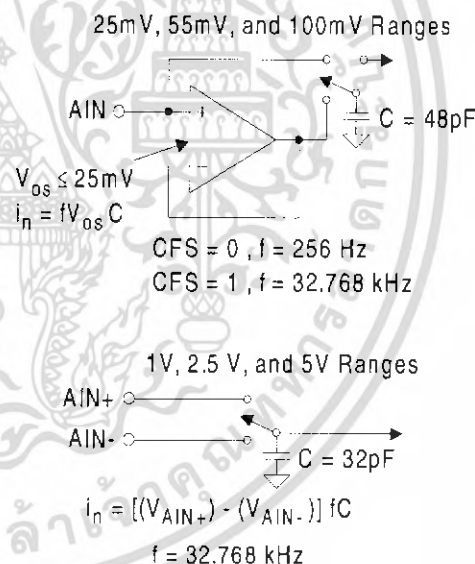 25mV, 55mV, and 100mV Ranges
AIN
+
-
C = 48pF
V_os ≤ 25mV
i_n = fV_os C
CFS = 0 , f = 256 Hz
CFS = 1 , f = 32.768 kHz
1V, 2.5 V, and 5V Ranges
AIN+
AIN-
C = 32pF
i_n = [(V_AIN+) - (V_AIN-)] fC
f = 32.768 kHz